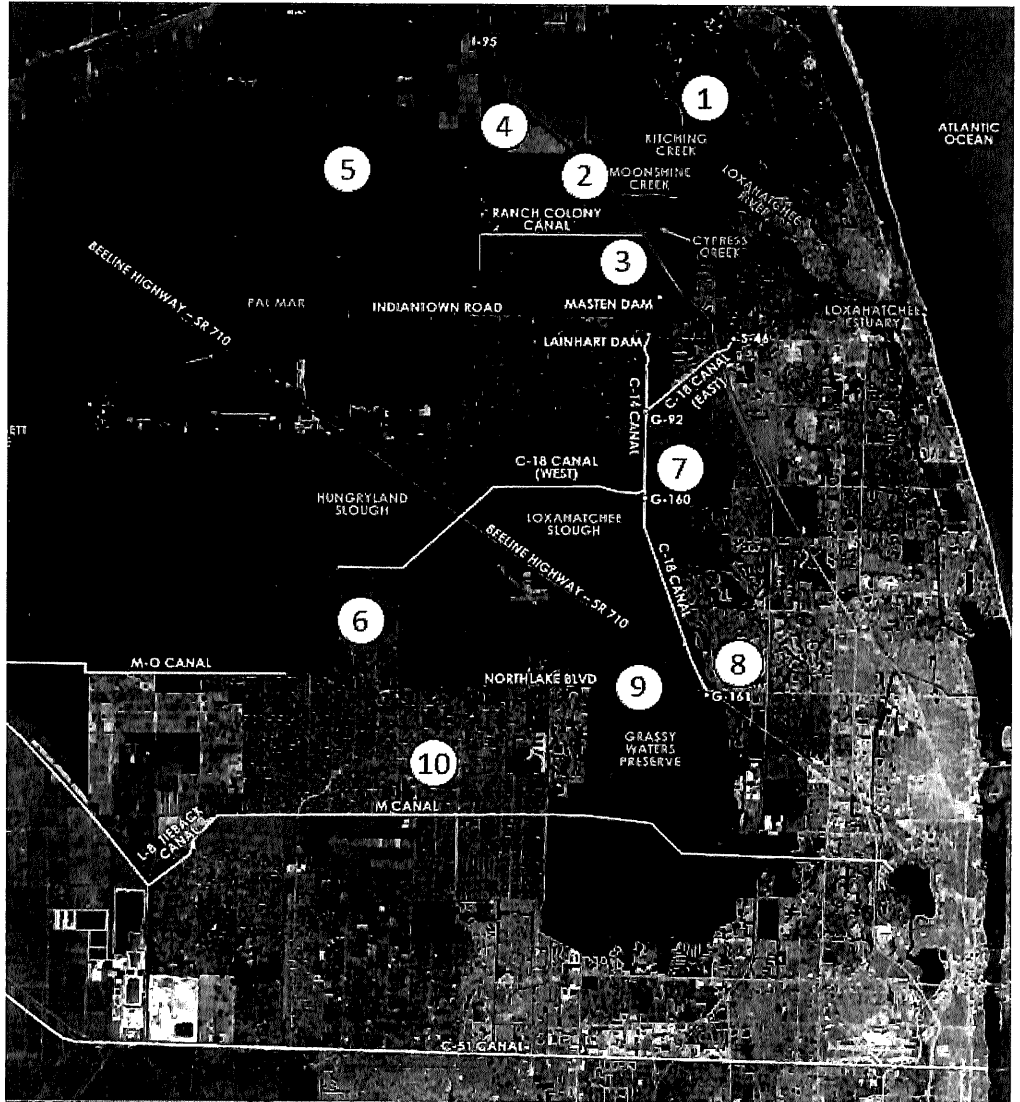 I-95
1
ATLANTIC
OCEAN
4
KITCHING
CREEK
5
2
MOONSHINE
CREEK
LOXAHATCHEE
RIVER
RANCH COLONY
CANAL
CYPRESS
CREEK
3
BEELINE HIGHWAY – SR 710
PAL MAR
INDIANTOWN ROAD
MASTEN DAM
LOXAHATCHEE
ESTUARY
LAINHART DAM
S-46
C-18 CANAL
(EAST)
C-14 CANAL
G-92
ETT
7
C-18 CANAL
(WEST)
HUNGRYLAND
SLOUGH
G-160
LOXAHATCHEE
SLOUGH
BEELINE HIGHWAY – SR 710
C-18 CANAL
6
M-O CANAL
8
NORTHLAKE BLVD
9
G-161
GRASSY
WATERS
PRESERVE
10
M CANAL
L-8 TIEBACK
CANAL
C-51 CANAL